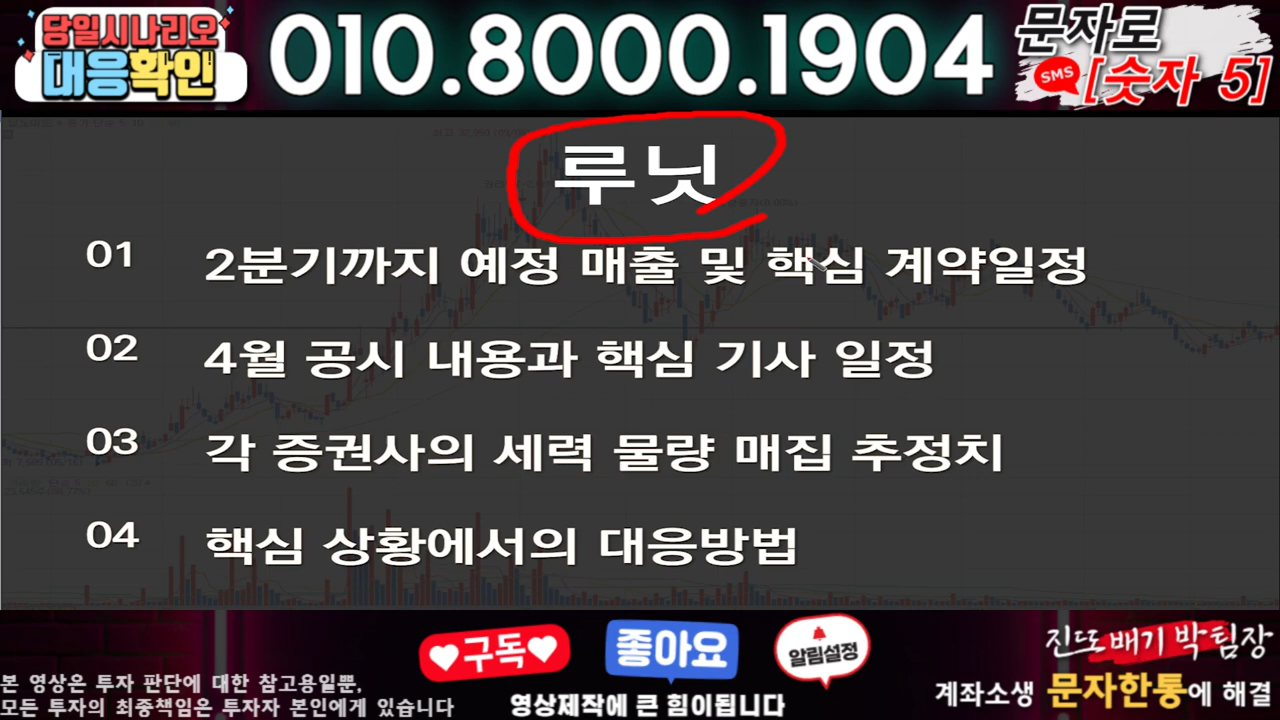 당일시나리오
대응확인
010.8000.1904
문자로
SMS [숫자 5]
루닛
01 2분기까지 예정 매출 및 핵심 계약일정
02 4월 공시 내용과 핵심 기사 일정
03 각 증권사의 세력 물량 매집 추정치
04 핵심 상황에서의 대응방법
구독
좋아요
알림설정
영상제작에 큰 힘이됩니다
본 영상은 투자 판단에 대한 참고용일뿐,
모든 투자의 최종책임은 투자자 본인에게 있습니다
진또배기 박팀장
계좌소생 문자한통에 해결